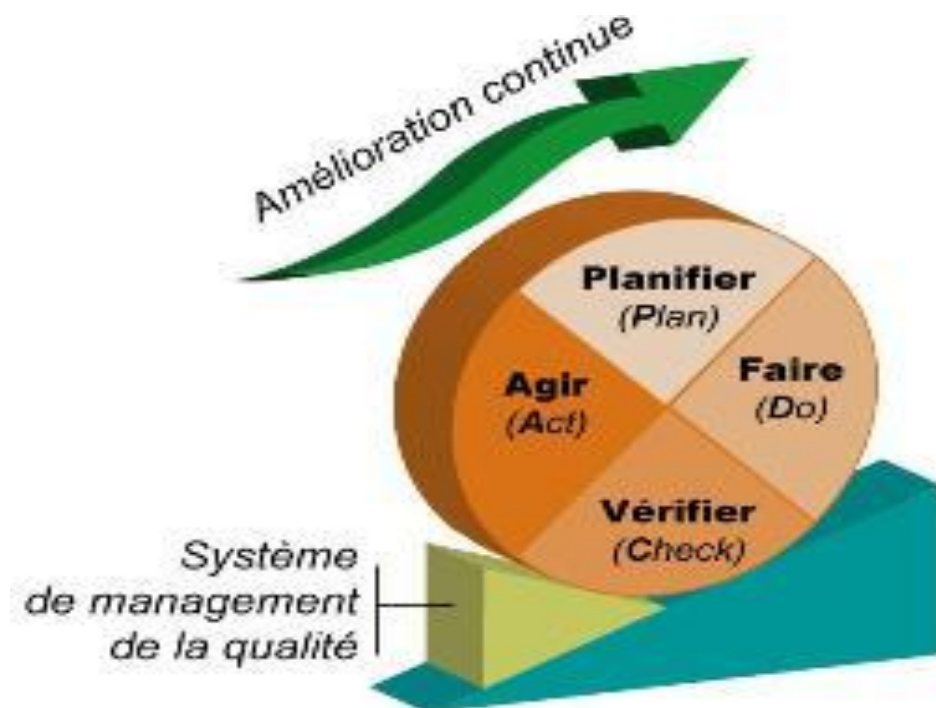 Amélioration continue
Planifier
(Plan)
Faire
(Do)
Agir
(Act)
Vérifier
(Check)
Système
de management
de la qualité